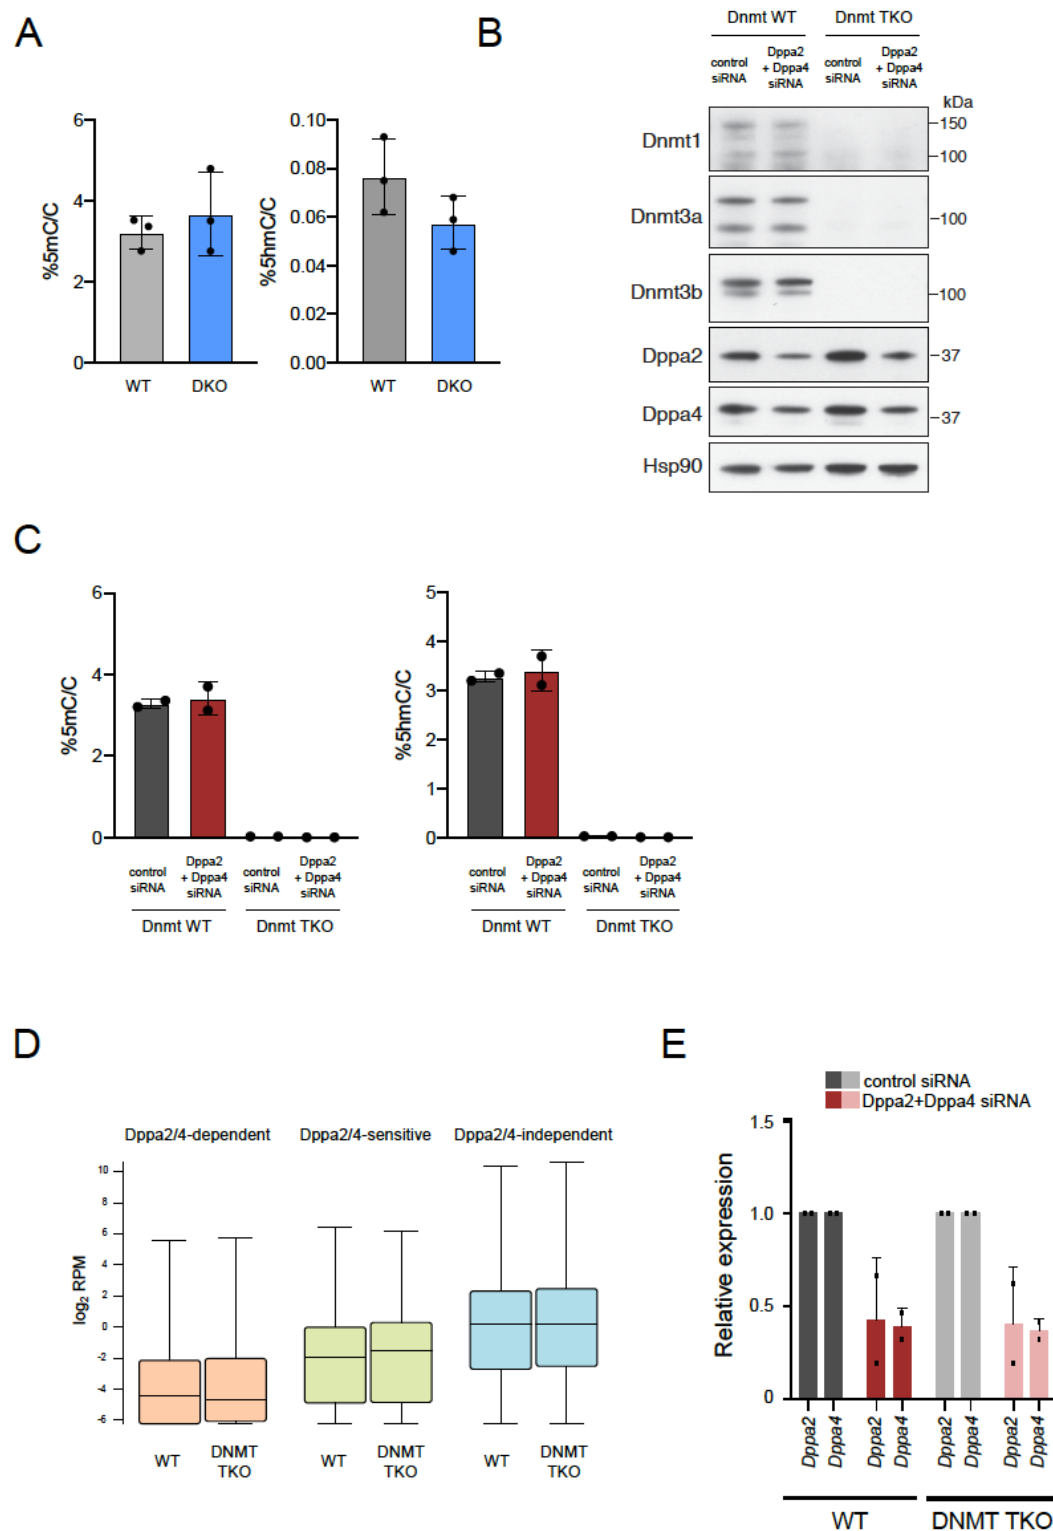 A
6
4
2
0
%5mC/C
WT
DKO
0.10
0.08
0.06
0.04
0.02
0.00
%5hmC/C
WT
DKO
B
Dnmt WT
Dnmt TKO
control
siRNA
Dppa2
+ Dppa4
siRNA
control
siRNA
Dppa2
+ Dppa4
siRNA
kDa
Dnmt1
150
100
Dnmt3a
100
Dnmt3b
100
Dppa2
37
Dppa4
37
Hsp90
C
6
4
2
0
%5mC/C
control
siRNA
Dppa2
+ Dppa4
siRNA
control
siRNA
Dppa2
+ Dppa4
siRNA
Dnmt WT
Dnmt TKO
5
4
3
2
1
0
%5hmC/C
control
siRNA
Dppa2
+ Dppa4
siRNA
control
siRNA
Dppa2
+ Dppa4
siRNA
Dnmt WT
Dnmt TKO
D
Dppa2/4-dependent
Dppa2/4-sensitive
Dppa2/4-independent
10
8
6
4
2
0
-2
-4
-6
log2 RPM
WT
DNMT
TKO
WT
DNMT
TKO
WT
DNMT
TKO
E
control siRNA
Dppa2+Dppa4 siRNA
1.5
1.0
0.5
0
Relative expression
Dppa2
Dppa4
Dppa2
Dppa4
Dppa2
Dppa4
Dppa2
Dppa4
WT
DNMT TKO